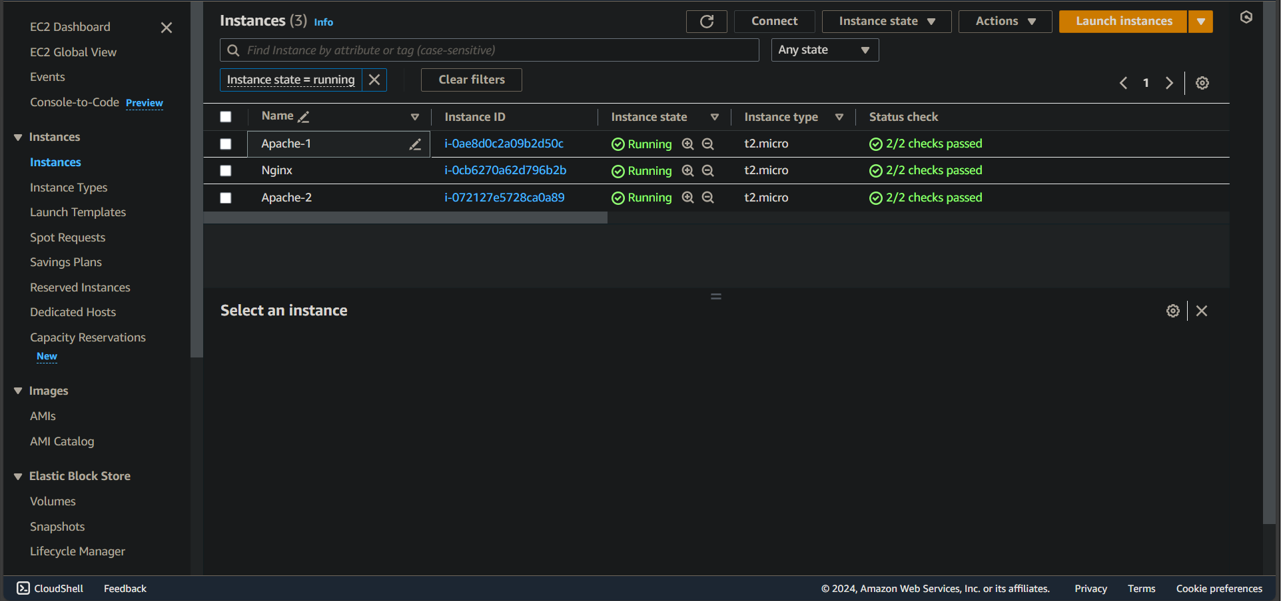 EC2 Dashboard
EC2 Global View
Events
Console-to-Code Preview
Instances
Instances
Instance Types
Launch Templates
Spot Requests
Savings Plans
Reserved Instances
Dedicated Hosts
Capacity Reservations
New
Images
AMIs
AMI Catalog
Elastic Block Store
Volumes
Snapshots
Lifecycle Manager
Instances (3) Info
Connect Instance state Actions Launch instances
Find Instance by attribute or tag (case-sensitive) Any state
Instance state = running Clear filters
1
Name Instance ID Instance state Instance type Status check
Apache-1 i-0ae8d0c2a09b2d50c Running t2.micro 2/2 checks passed
Nginx i-0cb6270a62d796b2b Running t2.micro 2/2 checks passed
Apache-2 i-072127e5728ca0a89 Running t2.micro 2/2 checks passed
Select an instance
CloudShell Feedback © 2024, Amazon Web Services, Inc. or its affiliates. Privacy Terms Cookie preferences